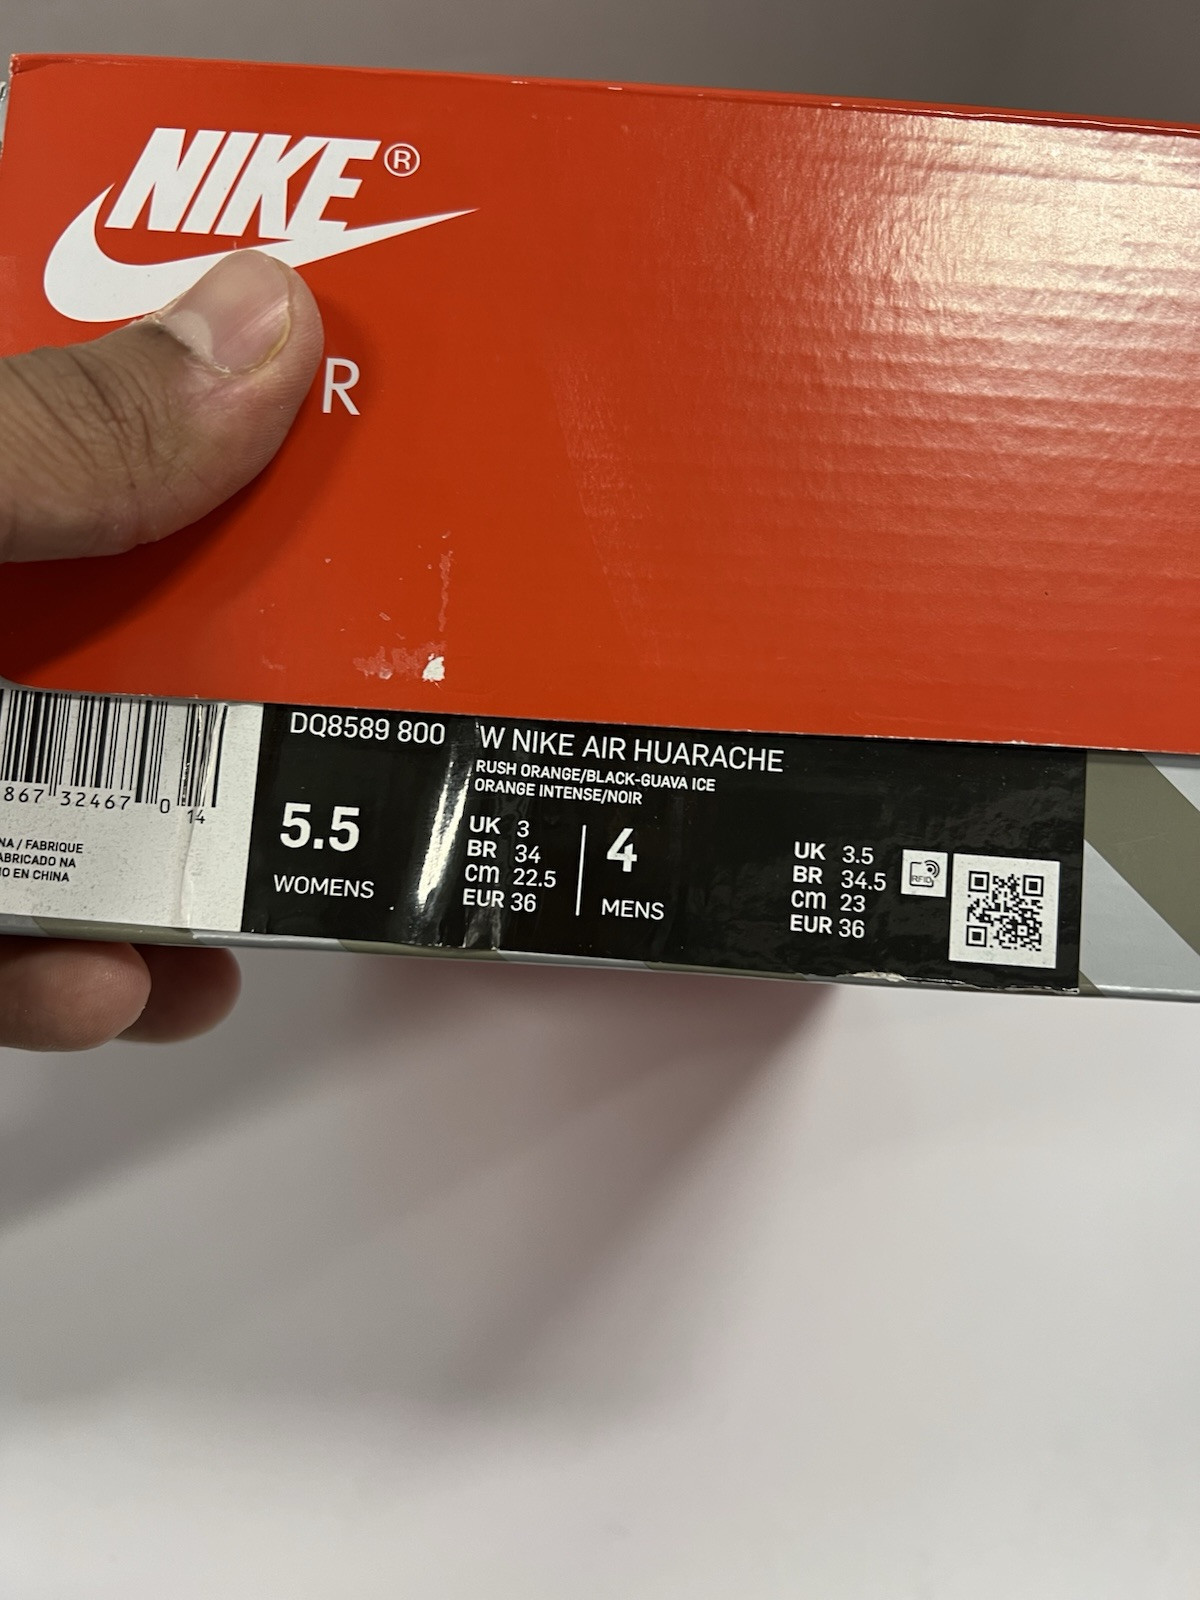 NIKE®
R
DQ8589 800
W NIKE AIR HUARACHE
RUSH ORANGE/BLACK-GUAVA ICE
ORANGE INTENSE/NOIR
5.5
WOMENS
UK 3
BR 34
cm 22.5
EUR 36
4
MENS
UK 3.5
BR 34.5
cm 23
EUR 36
RFID
867 32467 0 14
NA / FABRIQUE
ABRICADO NA
O EN CHINA